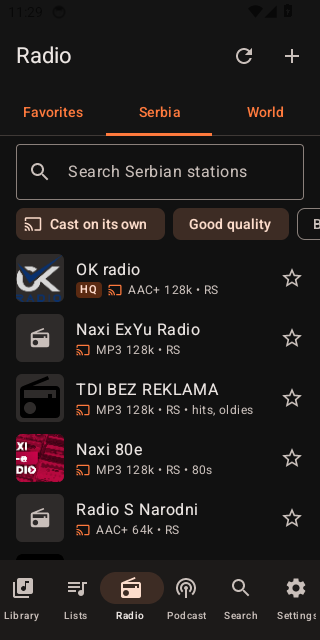 11:29
Radio
Favorites
Serbia
World
Search Serbian stations
Cast on its own
Good quality
OK radio
HQ AAC+ 128k • RS
Naxi ExYu Radio
MP3 128k • RS
TDI BEZ REKLAMA
MP3 128k • RS • hits, oldies
Naxi 80e
MP3 128k • RS • 80s
Radio S Narodni
AAC+ 64k • RS
Library
Lists
Radio
Podcast
Search
Settings